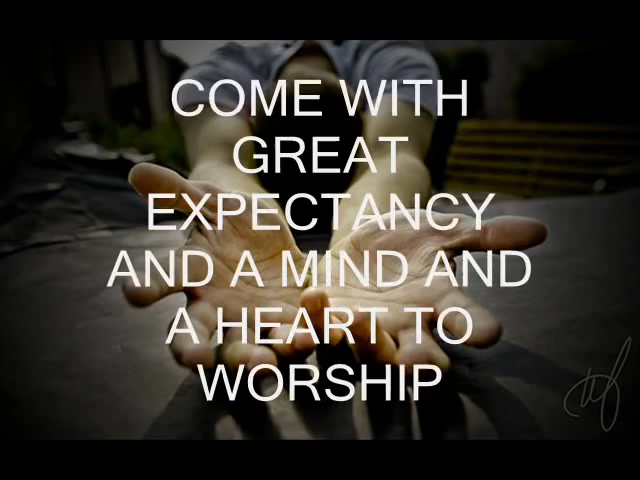 COME WITH
GREAT
EXPECTANCY
AND A MIND AND
A HEART TO
WORSHIP